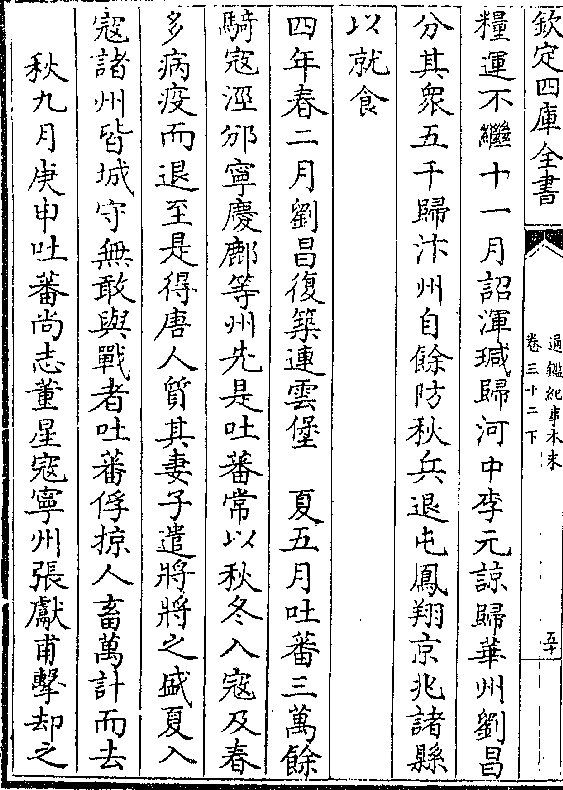 欽定四庫全書
通鑑紀事本末
卷三十二下
五十
糧運不繼十一月詔渾瑊歸河中李元諒歸華州劉昌
分其衆五千歸汴州自餘防秋兵退屯鳳翔京兆諸縣
以就食
四年春二月劉昌復築連雲堡　夏五月吐蕃三萬餘
騎寇涇邠寧慶鄜等州先是吐蕃常以秋冬入寇及春
多病疫而退至是得唐人質其妻子遣將將之盛夏入
寇諸州皆城守無敢與戰者吐蕃俘掠人畜萬計而去
秋九月庚申吐蕃尚志董星寇寧州張獻甫擊却之